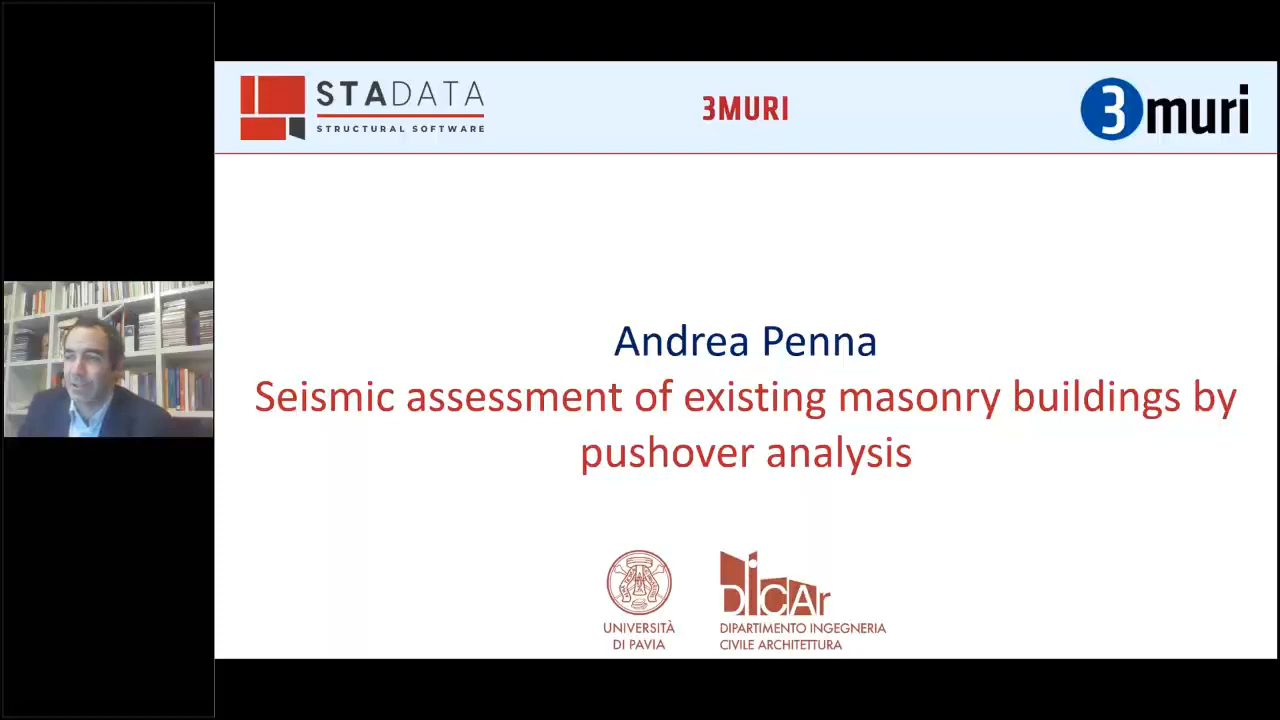 STADATA
STRUCTURAL SOFTWARE
3MURI
3muri
Andrea Penna
Seismic assessment of existing masonry buildings by
pushover analysis
UNIVERSITÀ
DI PAVIA
DiCAr
DIPARTIMENTO INGEGNERIA
CIVILE ARCHITETTURA